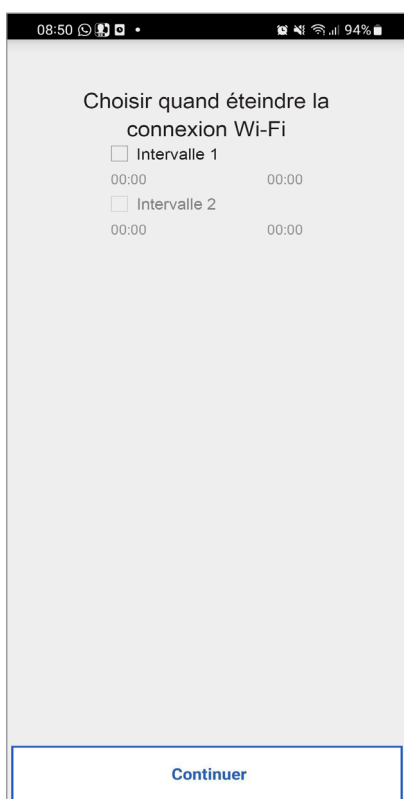 08:50 94%
Choisir quand éteindre la
connexion Wi-Fi
Intervalle 1
00:00 00:00
Intervalle 2
00:00 00:00
Continuer